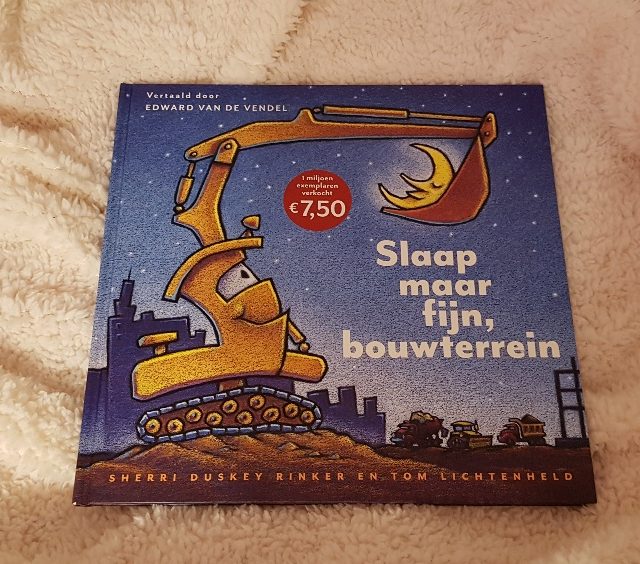 Vertaald door
EDWARD VAN DE VENDEL
1 miljoen
exemplaren
verkocht
€7,50
Slaap
maar
fijn,
bouwterrein
SHERRI DUSKEY RINKER EN TOM LICHTENHELD